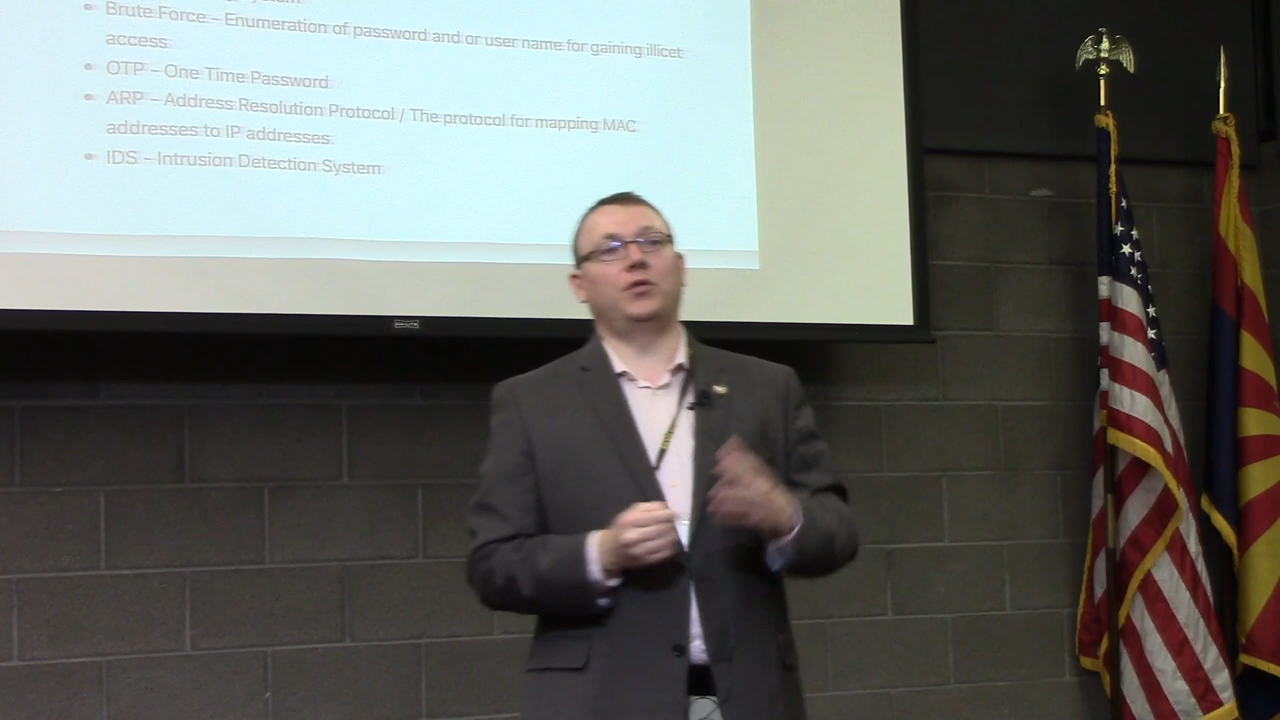 Brute Force – Enumeration of password and or user name for gaining illicet
access
OTP – One Time Password
ARP – Address Resolution Protocol / The protocol for mapping MAC
addresses to IP addresses
IDS – Intrusion Detection System